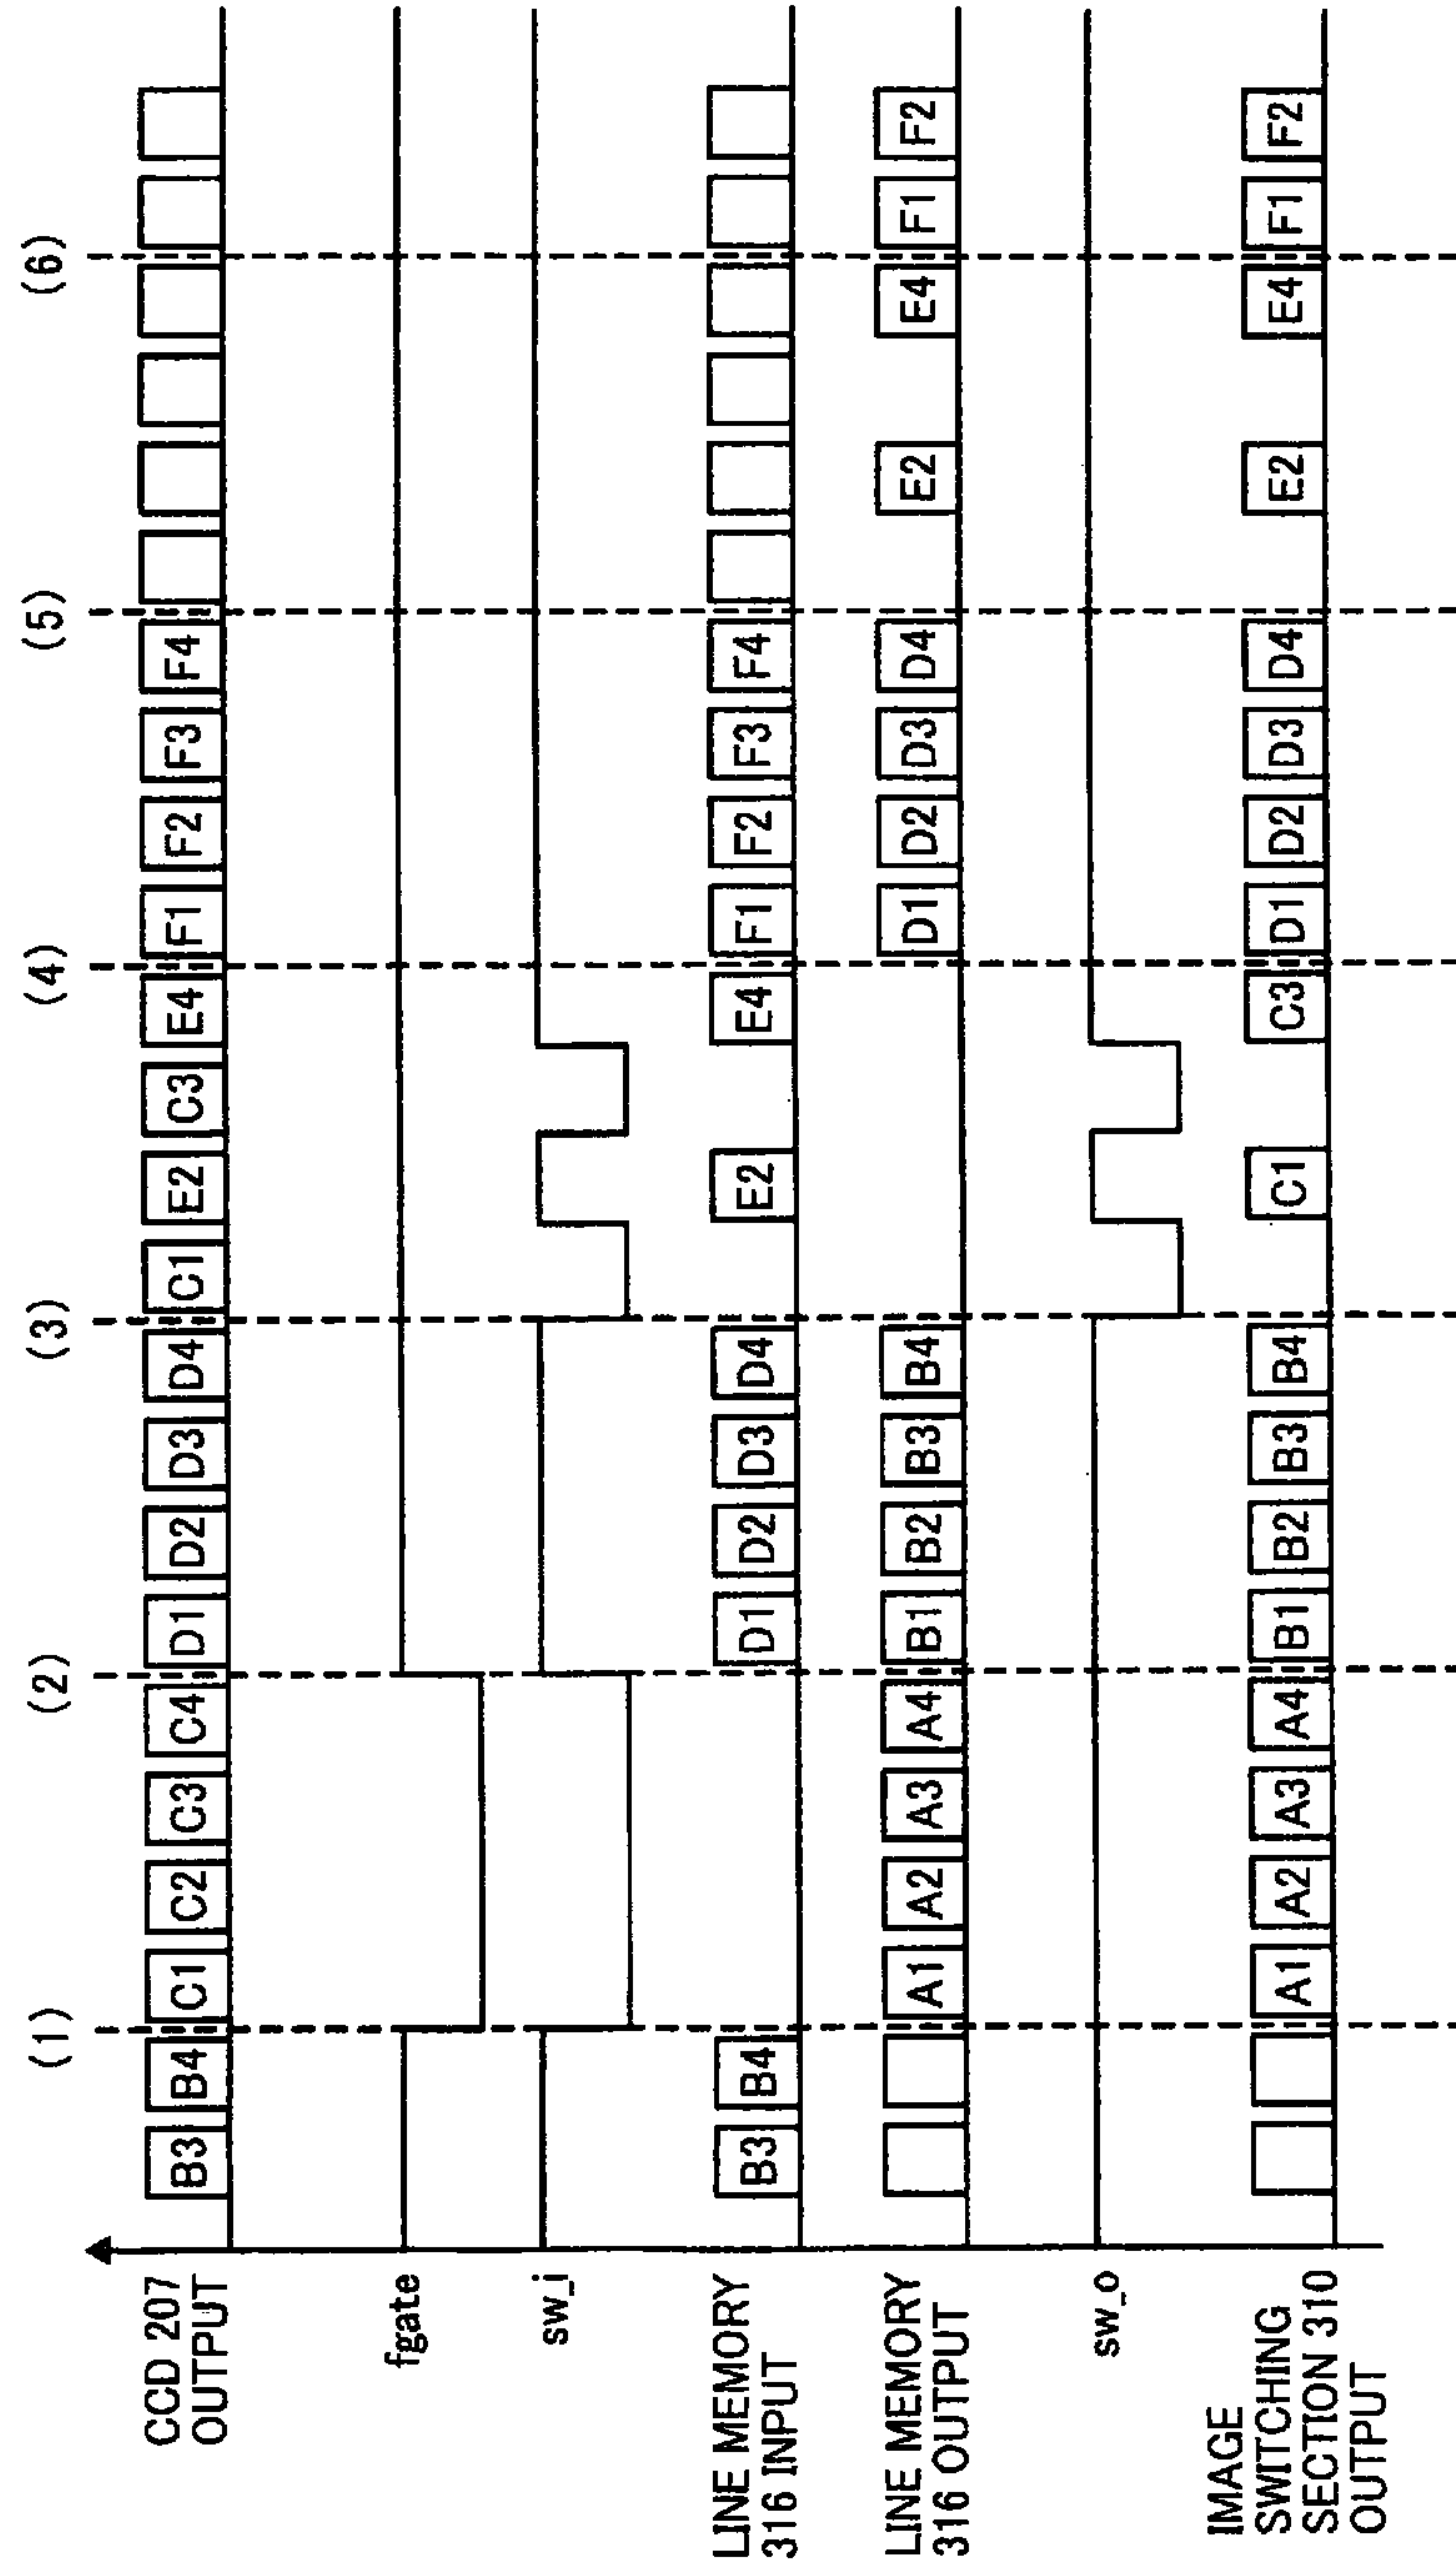 (1) (2) (3) (4) (5) (6)
CCD 207
OUTPUT
B3 B4 C1 C2 C3 C4 D1 D2 D3 D4 C1 E2 C3 E4 F1 F2 F3 F4
fgate
sw_i
LINE MEMORY
316 INPUT
B3 B4 D1 D2 D3 D4 E2 E4 F1 F2 F3 F4
LINE MEMORY
316 OUTPUT
A1 A2 A3 A4 B1 B2 B3 B4 D1 D2 D3 D4 E2 E4 F1 F2
sw_o
IMAGE
SWITCHING
SECTION 310
OUTPUT
A1 A2 A3 A4 B1 B2 B3 B4 C1 C3 D1 D2 D3 D4 E2 E4 F1 F2